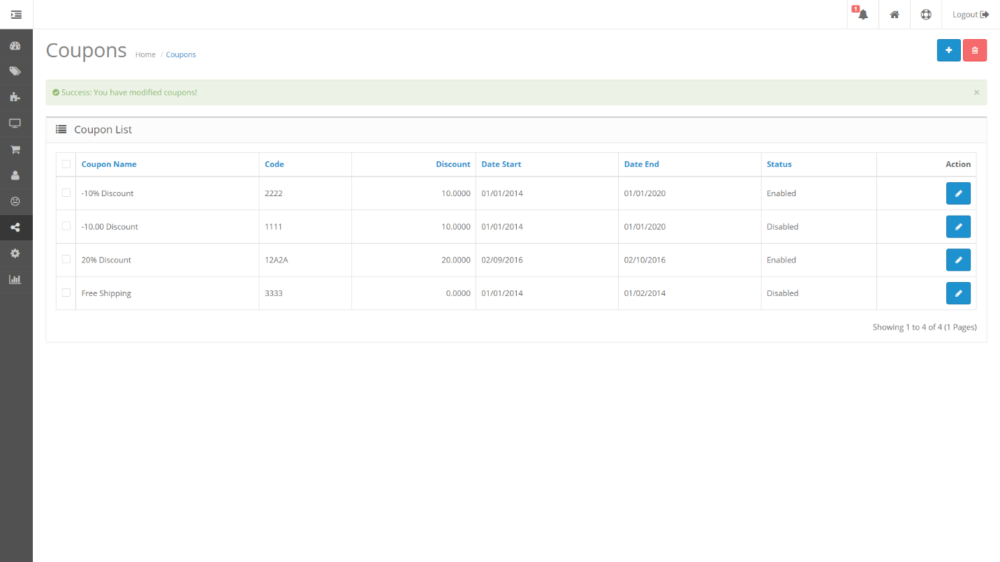 1
Logout
Coupons Home / Coupons
Success: You have modified coupons! ×
Coupon List
Coupon Name Code Discount Date Start Date End Status Action
-10% Discount 2222 10.0000 01/01/2014 01/01/2020 Enabled
-10.00 Discount 1111 10.0000 01/01/2014 01/01/2020 Disabled
20% Discount 12A2A 20.0000 02/09/2016 02/10/2016 Enabled
Free Shipping 3333 0.0000 01/01/2014 01/02/2014 Disabled
Showing 1 to 4 of 4 (1 Pages)